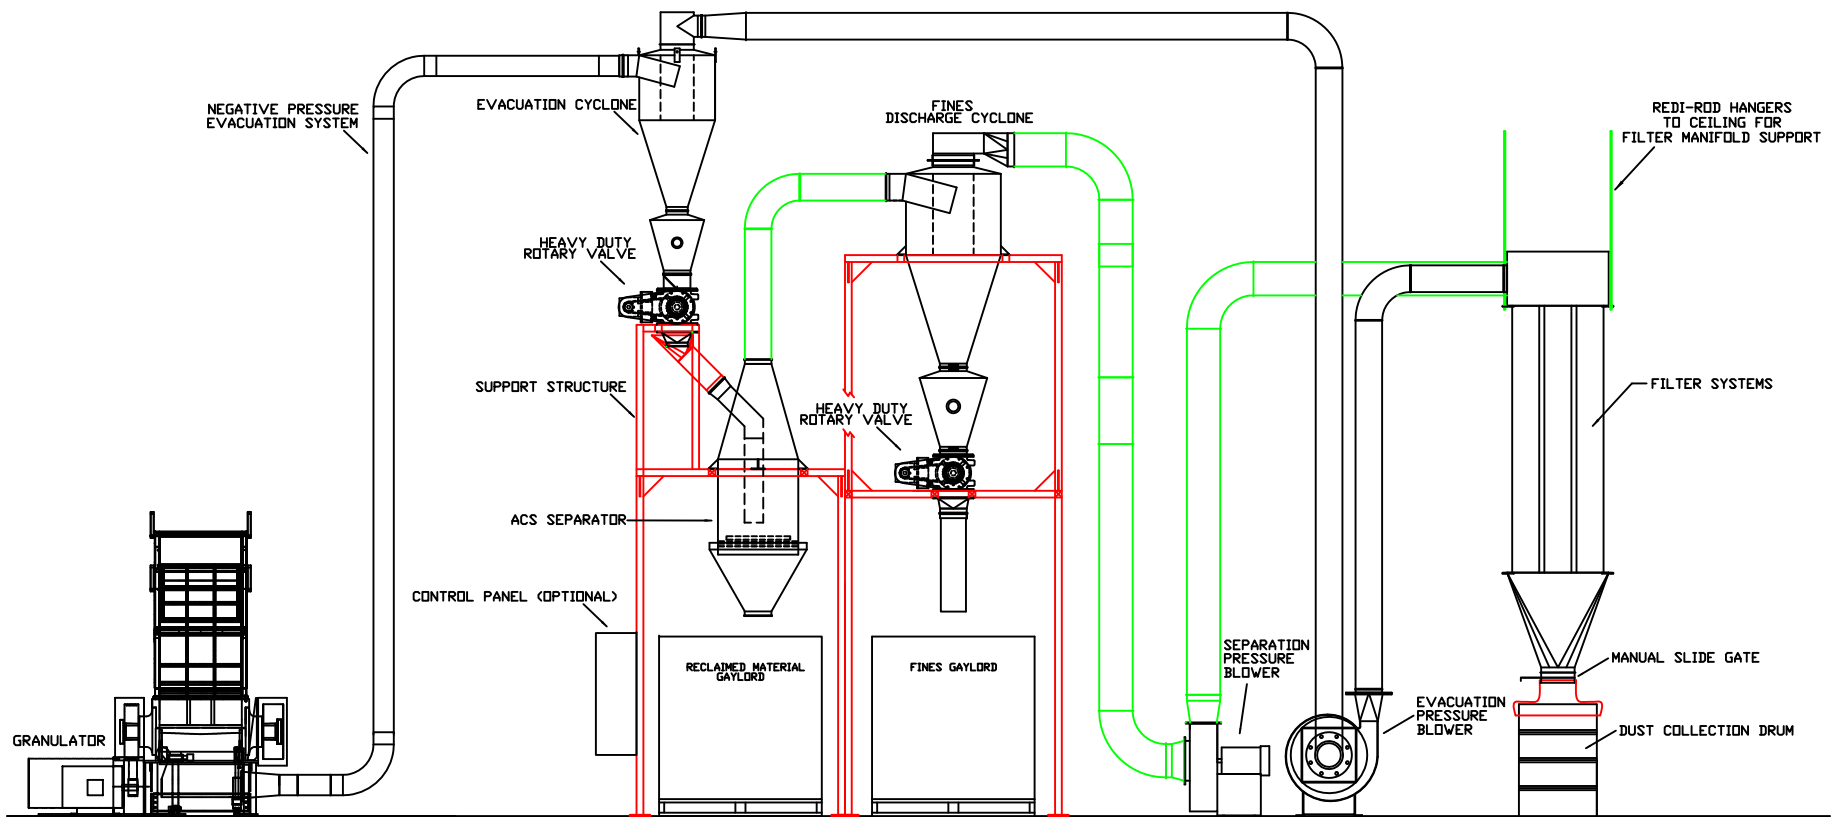 NEGATIVE PRESSURE
EVACUATION SYSTEM
EVACUATION CYCLONE
FINES
DISCHARGE CYCLONE
REDI-ROD HANGERS
TO CEILING FOR
FILTER MANIFOLD SUPPORT
HEAVY DUTY
ROTARY VALVE
SUPPORT STRUCTURE
HEAVY DUTY
ROTARY VALVE
FILTER SYSTEMS
ACS SEPARATOR
CONTROL PANEL (OPTIONAL)
RECLAIMED MATERIAL
GAYLORD
FINES GAYLORD
SEPARATION
PRESSURE
BLOWER
MANUAL SLIDE GATE
EVACUATION
PRESSURE
BLOWER
DUST COLLECTION DRUM
GRANULATOR